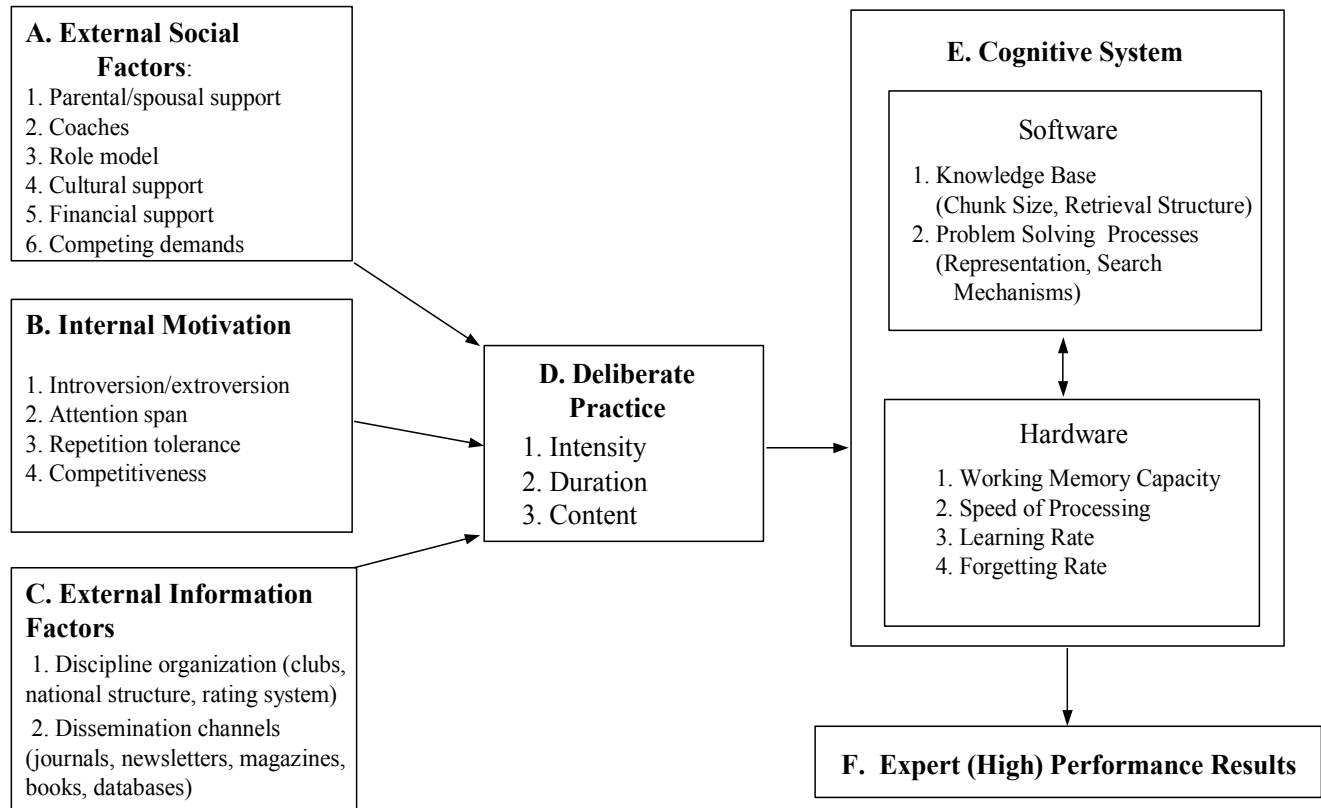 A. External Social
Factors:
1. Parental/spousal support
2. Coaches
3. Role model
4. Cultural support
5. Financial support
6. Competing demands
B. Internal Motivation
1. Introversion/extroversion
2. Attention span
3. Repetition tolerance
4. Competitiveness
C. External Information
Factors
1. Discipline organization (clubs,
national structure, rating system)
2. Dissemination channels
(journals, newsletters, magazines,
books, databases)
D. Deliberate
Practice
1. Intensity
2. Duration
3. Content
E. Cognitive System
Software
1. Knowledge Base
(Chunk Size, Retrieval Structure)
2. Problem Solving Processes
(Representation, Search
Mechanisms)
Hardware
1. Working Memory Capacity
2. Speed of Processing
3. Learning Rate
4. Forgetting Rate
F. Expert (High) Performance Results